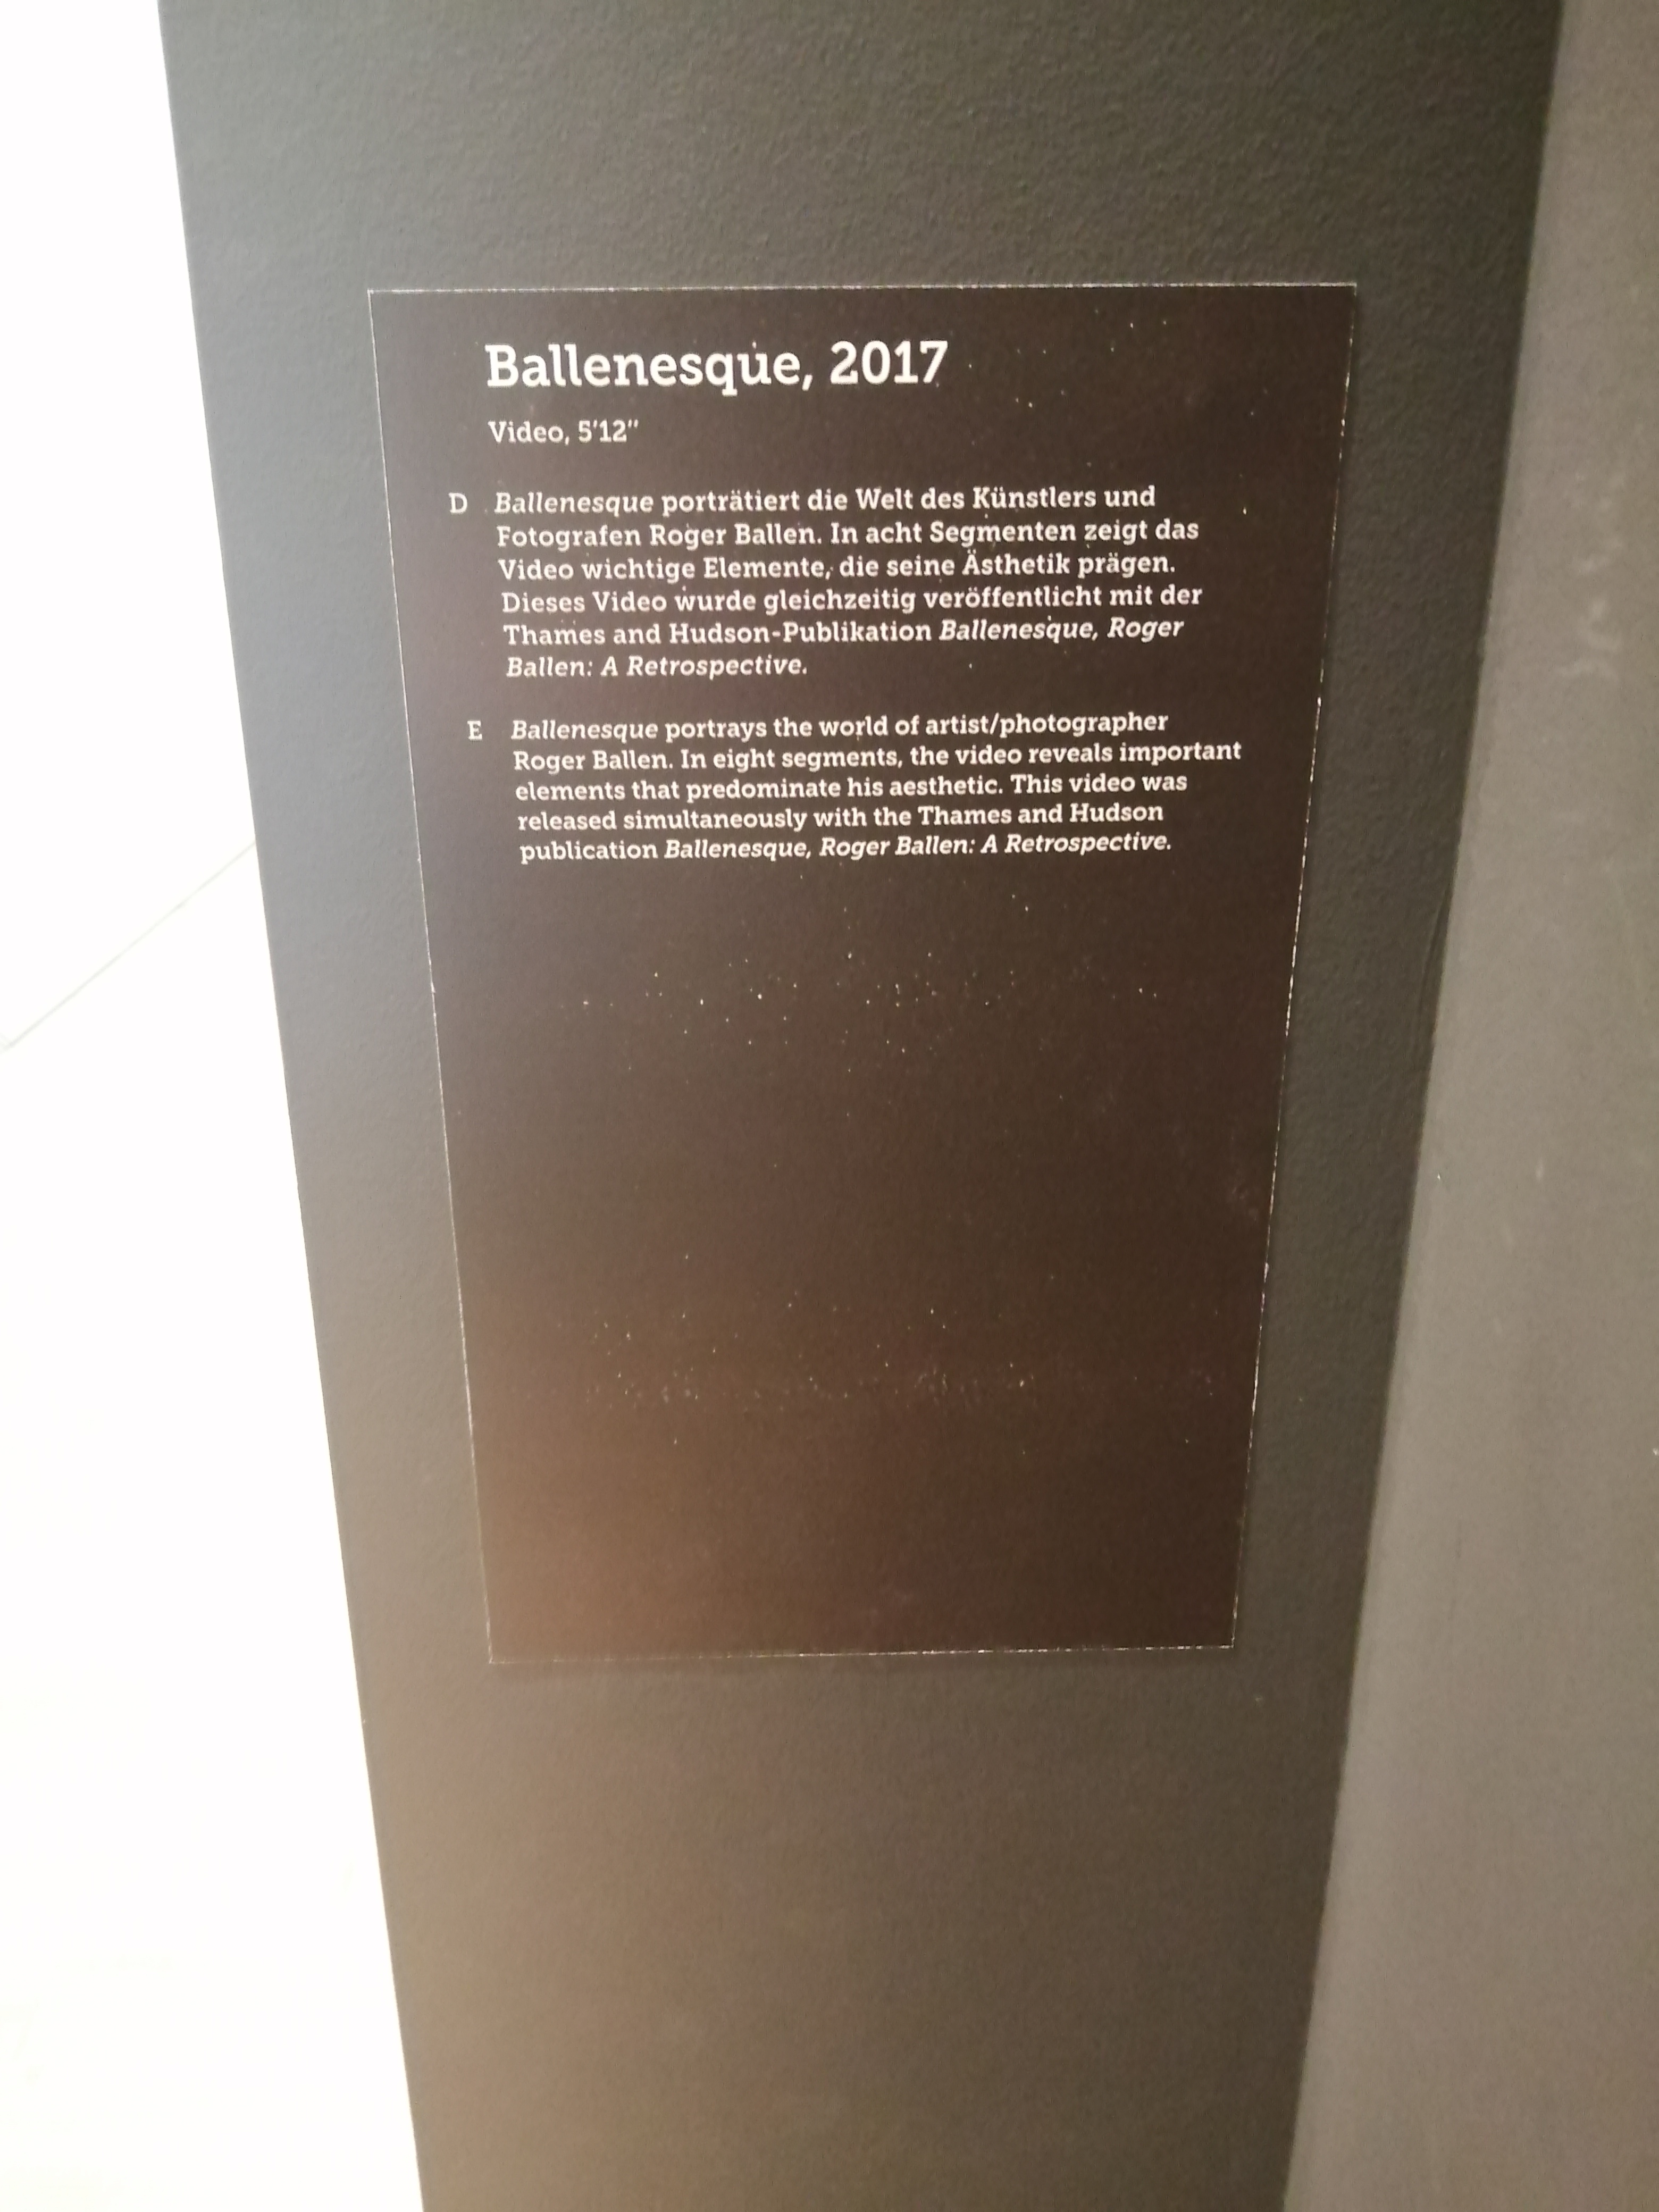 Ballenesque, 2017
Video, 5'12"
D Ballenesque porträtiert die Welt des Künstlers und
Fotografen Roger Ballen. In acht Segmenten zeigt das
Video wichtige Elemente, die seine Ästhetik prägen.
Dieses Video wurde gleichzeitig veröffentlicht mit der
Thames and Hudson-Publikation Ballenesque, Roger
Ballen: A Retrospective.
E Ballenesque portrays the world of artist/photographer
Roger Ballen. In eight segments, the video reveals important
elements that predominate his aesthetic. This video was
released simultaneously with the Thames and Hudson
publication Ballenesque, Roger Ballen: A Retrospective.